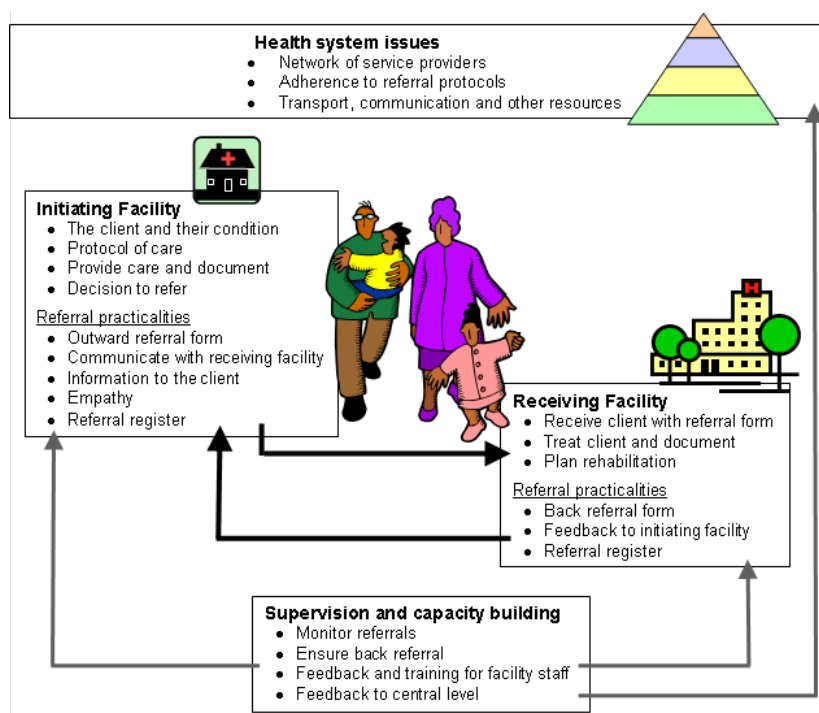 Health system issues
● Network of service providers
● Adherence to referral protocols
● Transport, communication and other resources
Initiating Facility
● The client and their condition
● Protocol of care
● Provide care and document
● Decision to refer
Referral practicalities
● Outward referral form
● Communicate with receiving facility
● Information to the client
● Empathy
● Referral register
H
Receiving Facility
● Receive client with referral form
● Treat client and document
● Plan rehabilitation
Referral practicalities
● Back referral form
● Feedback to initiating facility
● Referral register
Supervision and capacity building
● Monitor referrals
● Ensure back referral
● Feedback and training for facility staff
● Feedback to central level